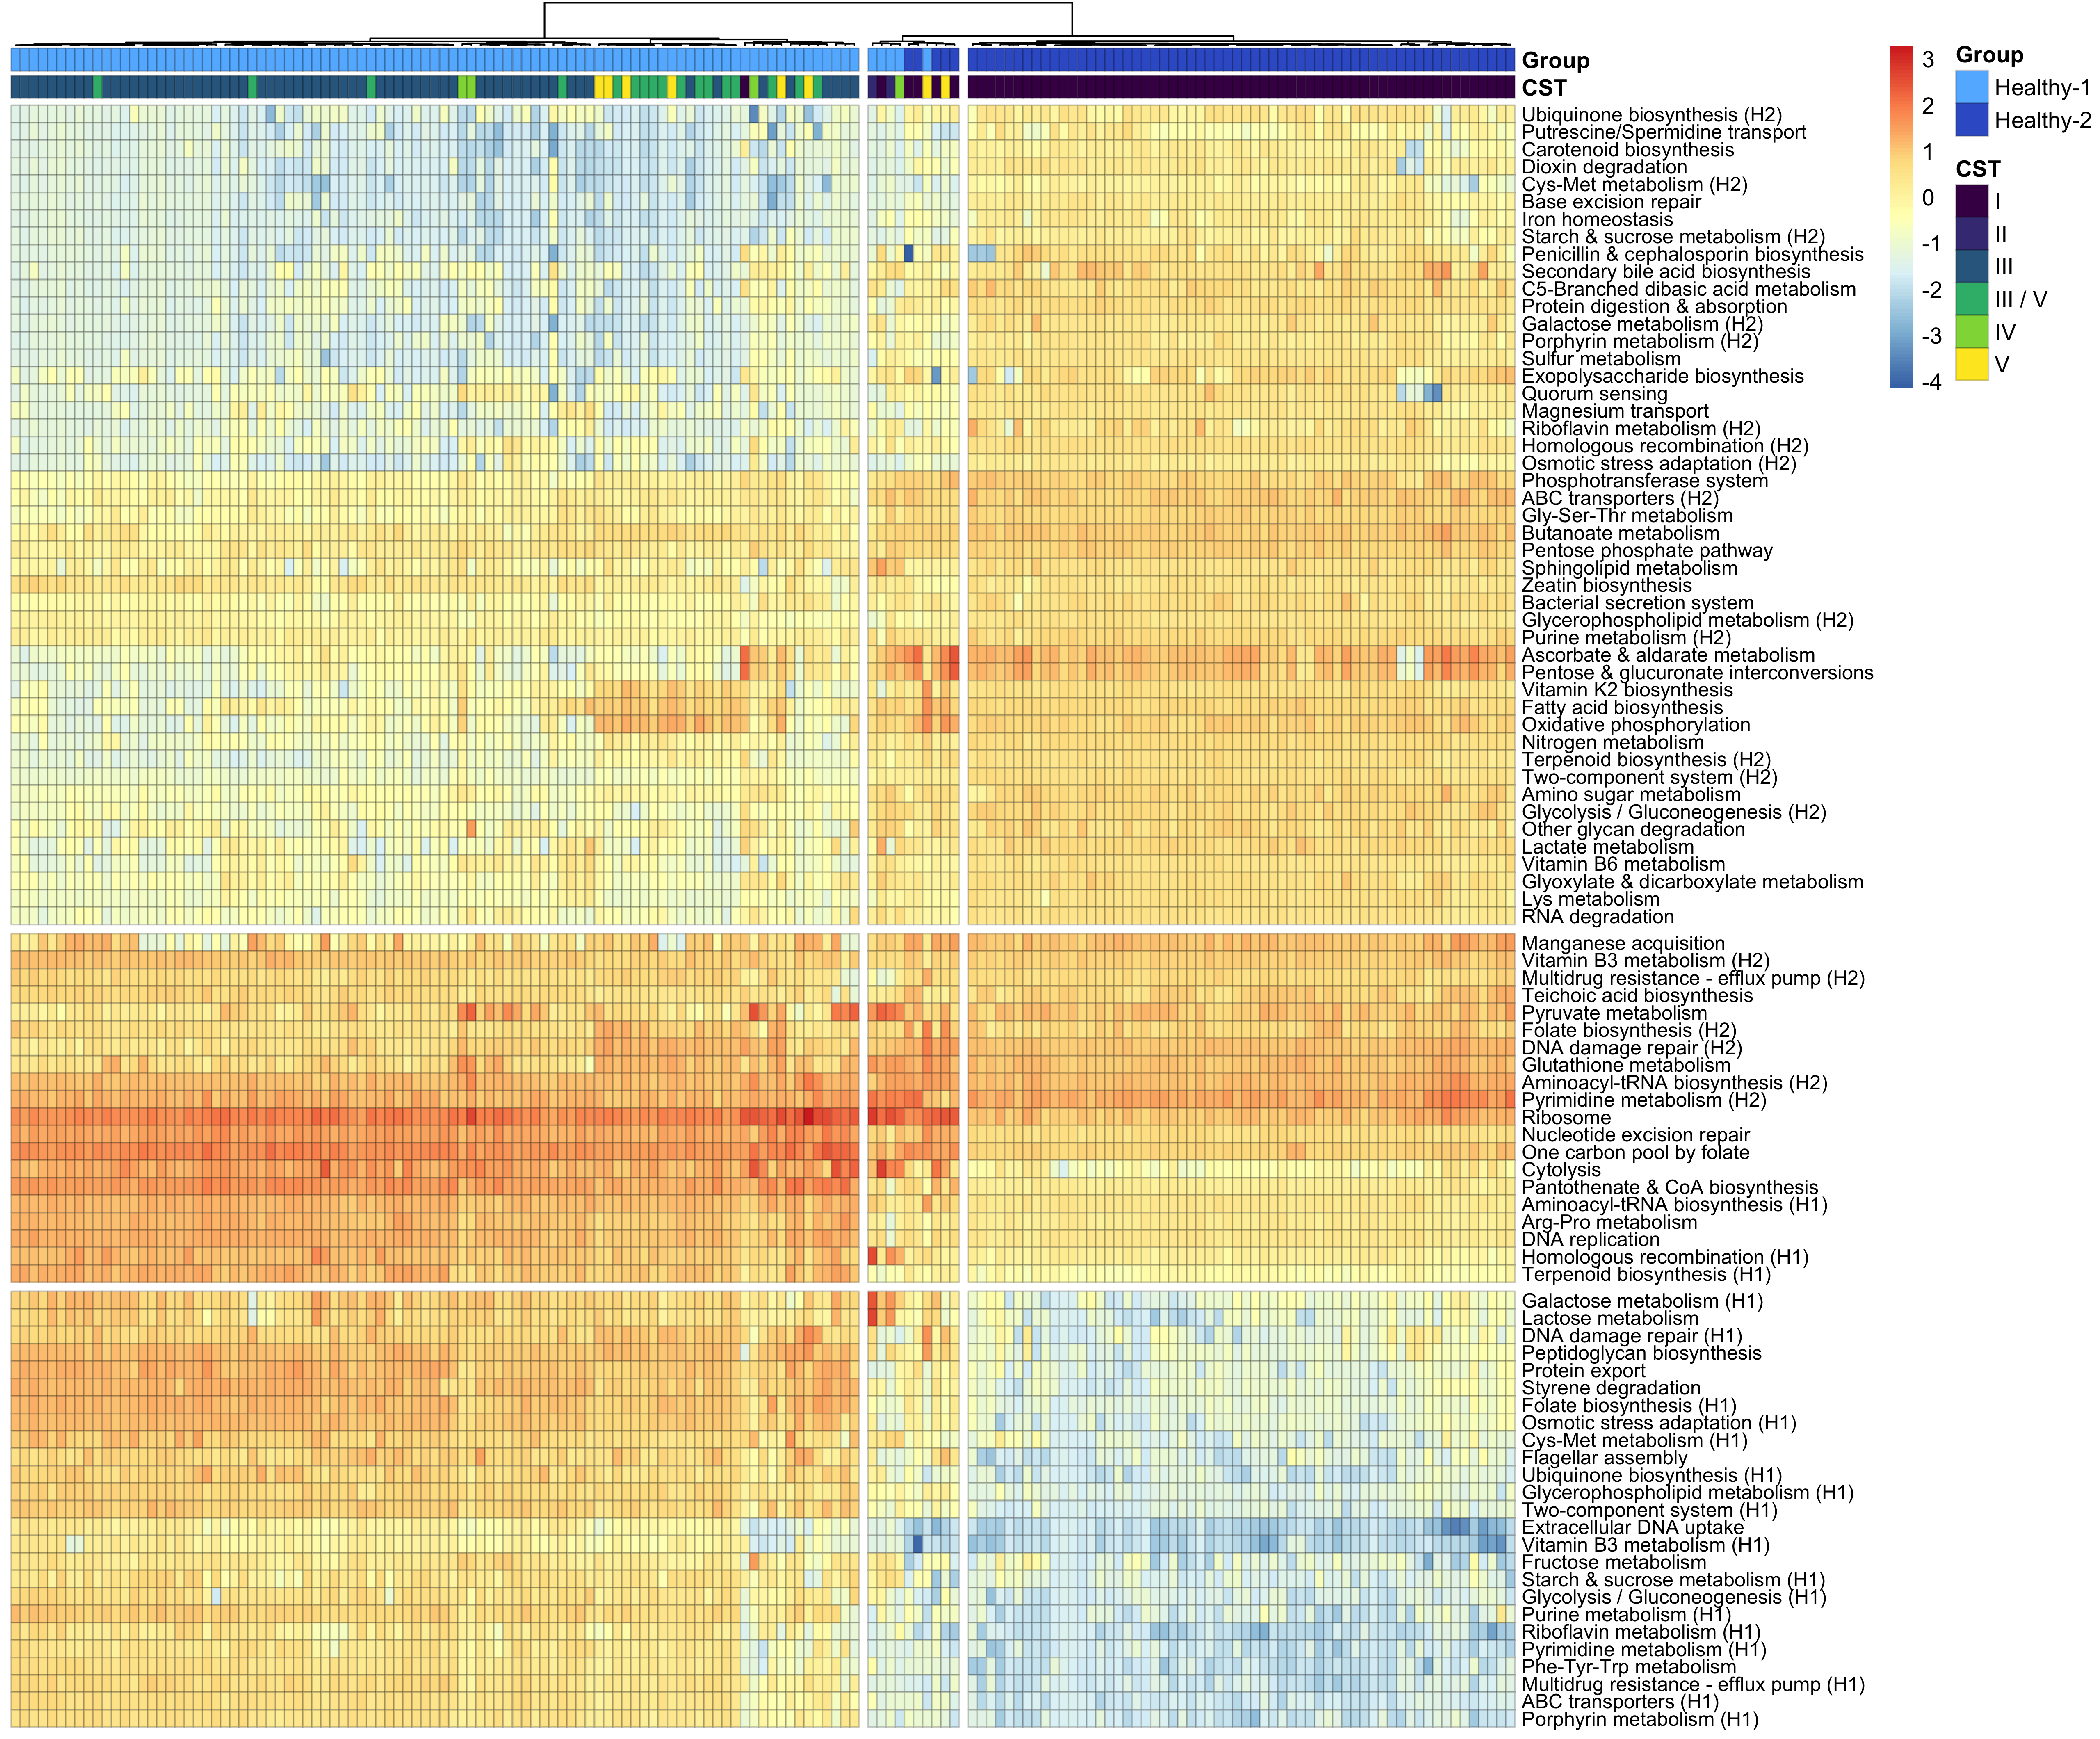 Group
CST
Ubiquinone biosynthesis (H2)
Putrescine/Spermidine transport
Carotenoid biosynthesis
Dioxin degradation
Cys-Met metabolism (H2)
Base excision repair
Iron homeostasis
Starch & sucrose metabolism (H2)
Penicillin & cephalosporin biosynthesis
Secondary bile acid biosynthesis
C5-Branched dibasic acid metabolism
Protein digestion & absorption
Galactose metabolism (H2)
Porphyrin metabolism (H2)
Sulfur metabolism
Exopolysaccharide biosynthesis
Quorum sensing
Magnesium transport
Riboflavin metabolism (H2)
Homologous recombination (H2)
Osmotic stress adaptation (H2)
Phosphotransferase system
ABC transporters (H2)
Gly-Ser-Thr metabolism
Butanoate metabolism
Pentose phosphate pathway
Sphingolipid metabolism
Zeatin biosynthesis
Bacterial secretion system
Glycerophospholipid metabolism (H2)
Purine metabolism (H2)
Ascorbate & aldarate metabolism
Pentose & glucuronate interconversions
Vitamin K2 biosynthesis
Fatty acid biosynthesis
Oxidative phosphorylation
Nitrogen metabolism
Terpenoid biosynthesis (H2)
Two-component system (H2)
Amino sugar metabolism
Glycolysis / Gluconeogenesis (H2)
Other glycan degradation
Lactate metabolism
Vitamin B6 metabolism
Glyoxylate & dicarboxylate metabolism
Lys metabolism
RNA degradation
Manganese acquisition
Vitamin B3 metabolism (H2)
Multidrug resistance - efflux pump (H2)
Teichoic acid biosynthesis
Pyruvate metabolism
Folate biosynthesis (H2)
DNA damage repair (H2)
Glutathione metabolism
Aminoacyl-tRNA biosynthesis (H2)
Pyrimidine metabolism (H2)
Ribosome
Nucleotide excision repair
One carbon pool by folate
Cytolysis
Pantothenate & CoA biosynthesis
Aminoacyl-tRNA biosynthesis (H1)
Arg-Pro metabolism
DNA replication
Homologous recombination (H1)
Terpenoid biosynthesis (H1)
Galactose metabolism (H1)
Lactose metabolism
DNA damage repair (H1)
Peptidoglycan biosynthesis
Protein export
Styrene degradation
Folate biosynthesis (H1)
Osmotic stress adaptation (H1)
Cys-Met metabolism (H1)
Flagellar assembly
Ubiquinone biosynthesis (H1)
Glycerophospholipid metabolism (H1)
Two-component system (H1)
Extracellular DNA uptake
Vitamin B3 metabolism (H1)
Fructose metabolism
Starch & sucrose metabolism (H1)
Glycolysis / Gluconeogenesis (H1)
Purine metabolism (H1)
Riboflavin metabolism (H1)
Pyrimidine metabolism (H1)
Phe-Tyr-Trp metabolism
Multidrug resistance - efflux pump (H1)
ABC transporters (H1)
Porphyrin metabolism (H1)
3
2
1
0
-1
-2
-3
-4
Group
Healthy-1
Healthy-2
CST
I
II
III
III / V
IV
V